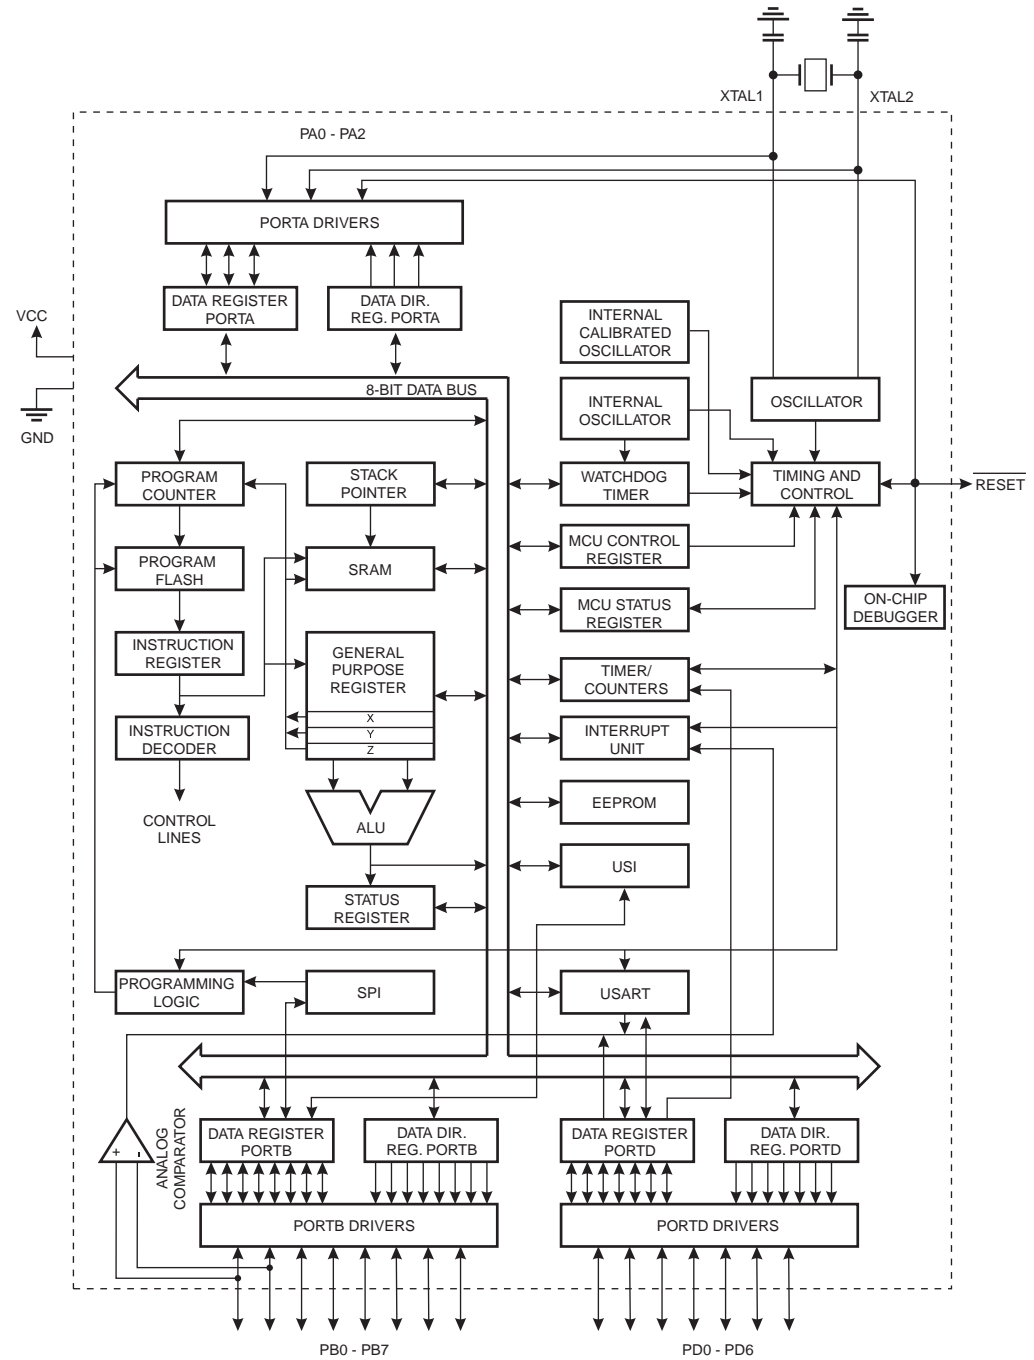 XTAL1
XTAL2
PA0 - PA2
PORTA DRIVERS
DATA REGISTER
PORTA
DATA DIR.
REG. PORTA
VCC
GND
INTERNAL
CALIBRATED
OSCILLATOR
8-BIT DATA BUS
INTERNAL
OSCILLATOR
OSCILLATOR
PROGRAM
COUNTER
STACK
POINTER
WATCHDOG
TIMER
TIMING AND
CONTROL
RESET
PROGRAM
FLASH
SRAM
MCU CONTROL
REGISTER
MCU STATUS
REGISTER
ON-CHIP
DEBUGGER
INSTRUCTION
REGISTER
GENERAL
PURPOSE
REGISTER
X
Y
Z
TIMER/
COUNTERS
INSTRUCTION
DECODER
INTERRUPT
UNIT
CONTROL
LINES
ALU
EEPROM
USI
STATUS
REGISTER
PROGRAMMING
LOGIC
SPI
USART
ANALOG
COMPARATOR
+
-
DATA REGISTER
PORTB
DATA DIR.
REG. PORTB
DATA REGISTER
PORTD
DATA DIR.
REG. PORTD
PORTB DRIVERS
PORTD DRIVERS
PB0 - PB7
PD0 - PD6